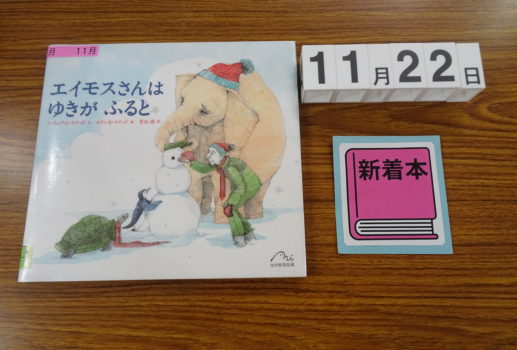 月 11月
エイモスさんは
ゆきが ふると
11月22日
新着本